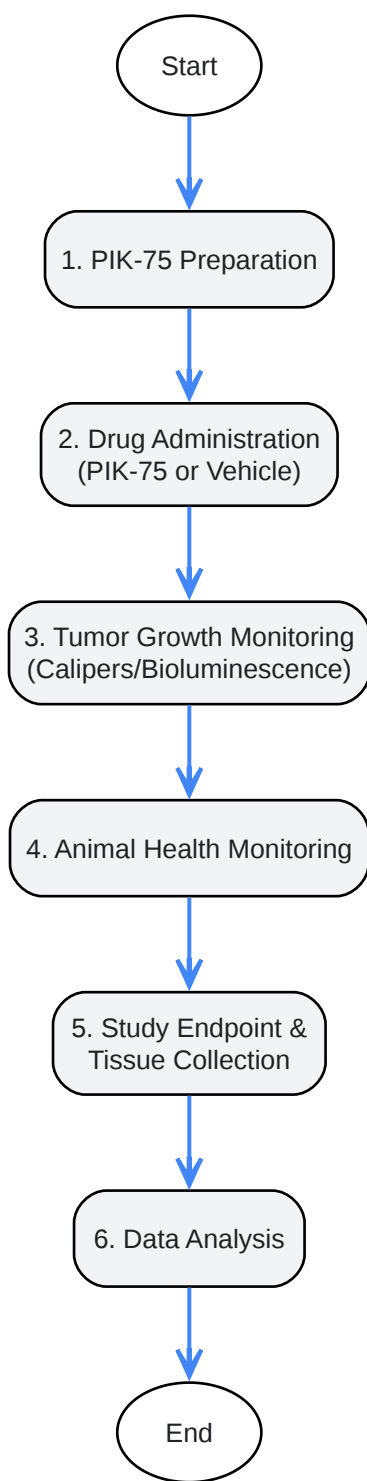 Start
1. PIK-75 Preparation
2. Drug Administration
(PIK-75 or Vehicle)
3. Tumor Growth Monitoring
(Calipers/Bioluminescence)
4. Animal Health Monitoring
5. Study Endpoint &
Tissue Collection
6. Data Analysis
End